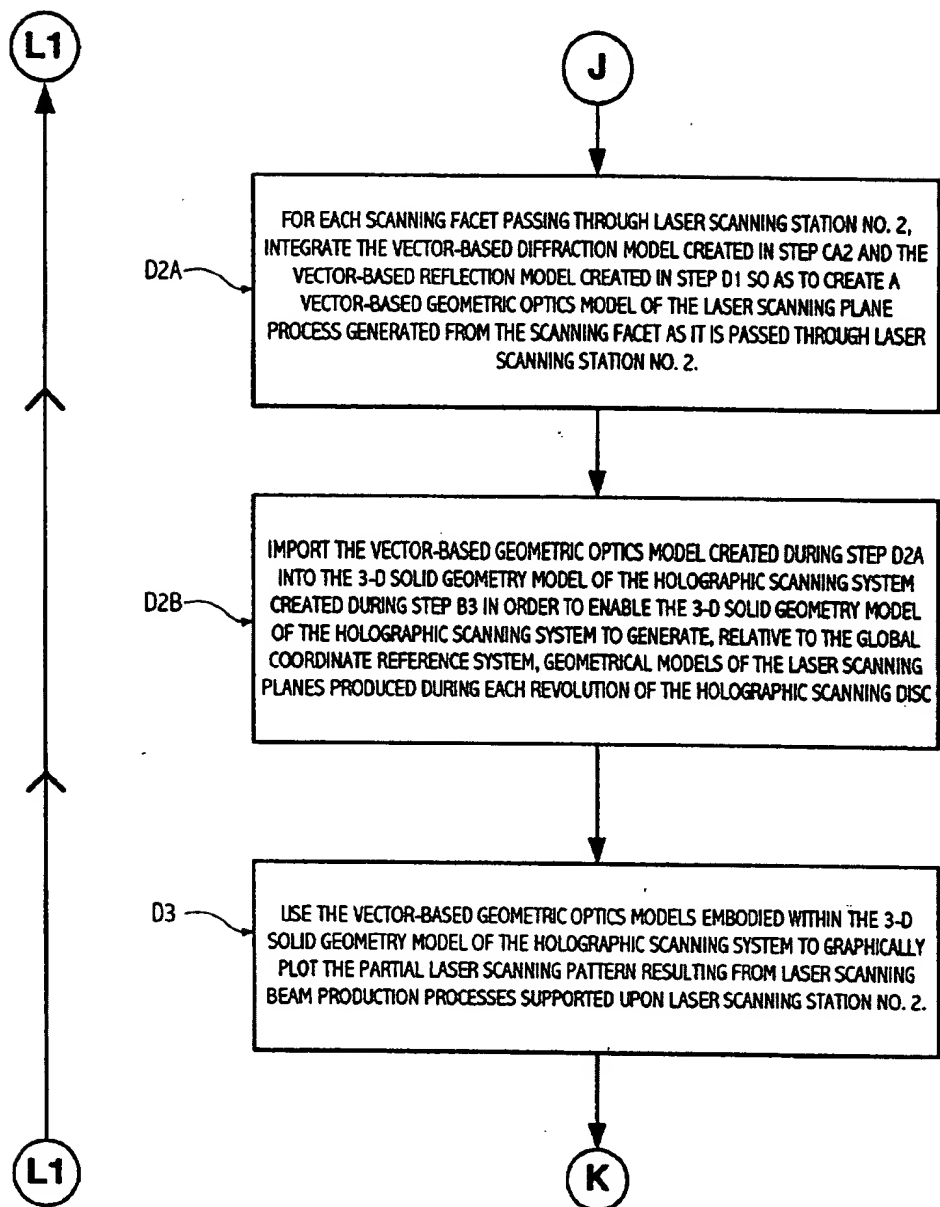 L1
J
D2A
FOR EACH SCANNING FACET PASSING THROUGH LASER SCANNING STATION NO. 2,
INTEGRATE THE VECTOR-BASED DIFFRACTION MODEL CREATED IN STEP CA2 AND THE
VECTOR-BASED REFLECTION MODEL CREATED IN STEP D1 SO AS TO CREATE A
VECTOR-BASED GEOMETRIC OPTICS MODEL OF THE LASER SCANNING PLANE
PROCESS GENERATED FROM THE SCANNING FACET AS IT IS PASSED THROUGH LASER
SCANNING STATION NO. 2.
D2B
IMPORT THE VECTOR-BASED GEOMETRIC OPTICS MODEL CREATED DURING STEP D2A
INTO THE 3-D SOLID GEOMETRY MODEL OF THE HOLOGRAPHIC SCANNING SYSTEM
CREATED DURING STEP B3 IN ORDER TO ENABLE THE 3-D SOLID GEOMETRY MODEL
OF THE HOLOGRAPHIC SCANNING SYSTEM TO GENERATE, RELATIVE TO THE GLOBAL
COORDINATE REFERENCE SYSTEM, GEOMETRICAL MODELS OF THE LASER SCANNING
PLANES PRODUCED DURING EACH REVOLUTION OF THE HOLOGRAPHIC SCANNING DISC
D3
USE THE VECTOR-BASED GEOMETRIC OPTICS MODELS EMBODIED WITHIN THE 3-D
SOLID GEOMETRY MODEL OF THE HOLOGRAPHIC SCANNING SYSTEM TO GRAPHICALLY
PLOT THE PARTIAL LASER SCANNING PATTERN RESULTING FROM LASER SCANNING
BEAM PRODUCTION PROCESSES SUPPORTED UPON LASER SCANNING STATION NO. 2.
L1
K